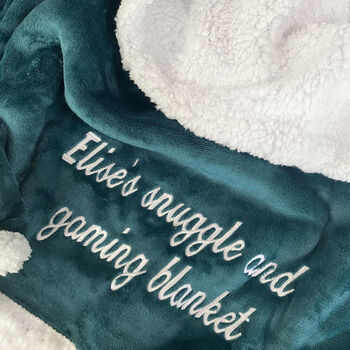 Elise's snuggle and
gaming blanket